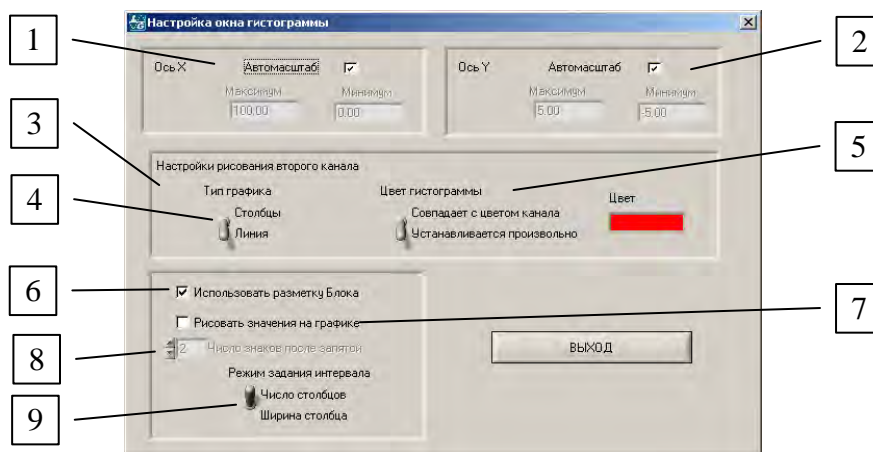 Настройка окна гистограммы
1
2
Ось X Автомасштаб
Ось Y Автомасштаб
Максимум Минимум
100,00 0.00
Максимум Минимум
5.00 -5.00
3
Настройки рисования второго канала
5
Тип графика
Цвет гистограммы
Цвет
4
Столбцы
Линия
Совпадает с цветом канала
Устанавливается произвольно
6
Использовать разметку Блока
7
Рисовать значения на графике
8
2 Число знаков после запятой
ВЫХОД
Режим задания интервала
9
Число столбцов
Ширина столбца